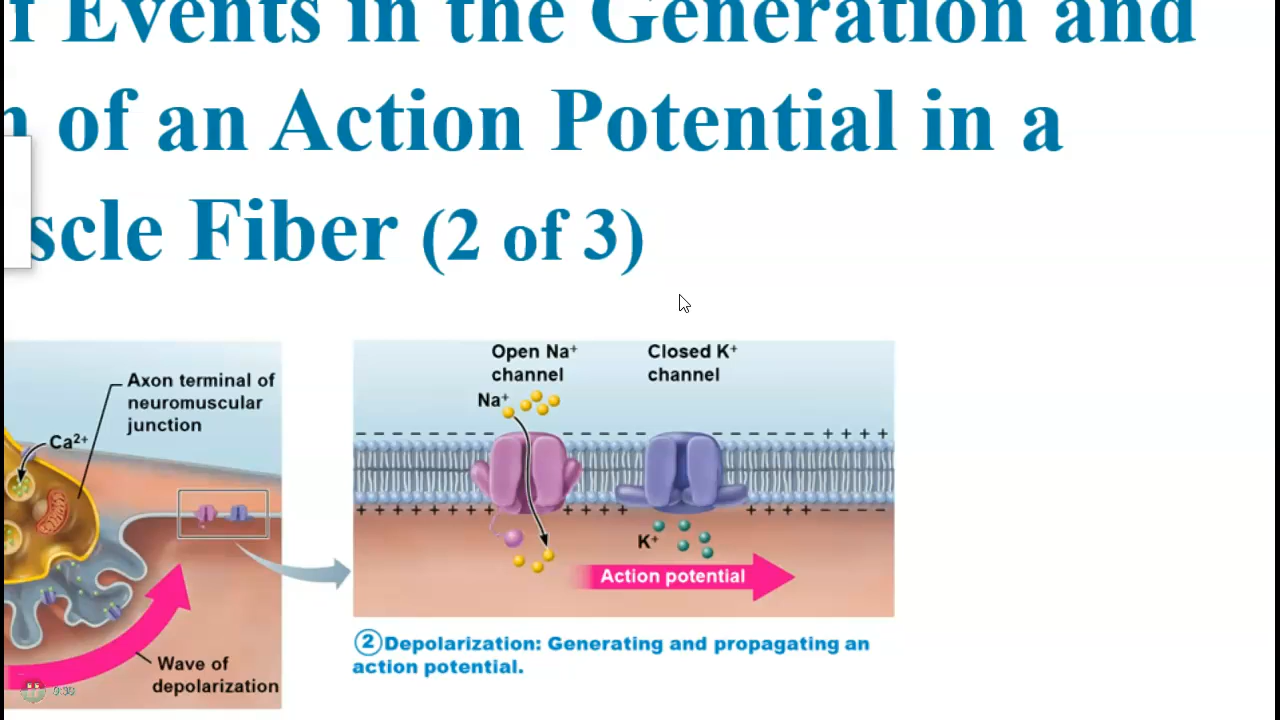 f Events in the Generation and
n of an Action Potential in a
scle Fiber (2 of 3)
Axon terminal of
neuromuscular
junction
Ca²⁺
Wave of
depolarization
Open Na⁺
channel
Closed K⁺
channel
Na⁺
K⁺
Action potential
②Depolarization: Generating and propagating an
action potential.